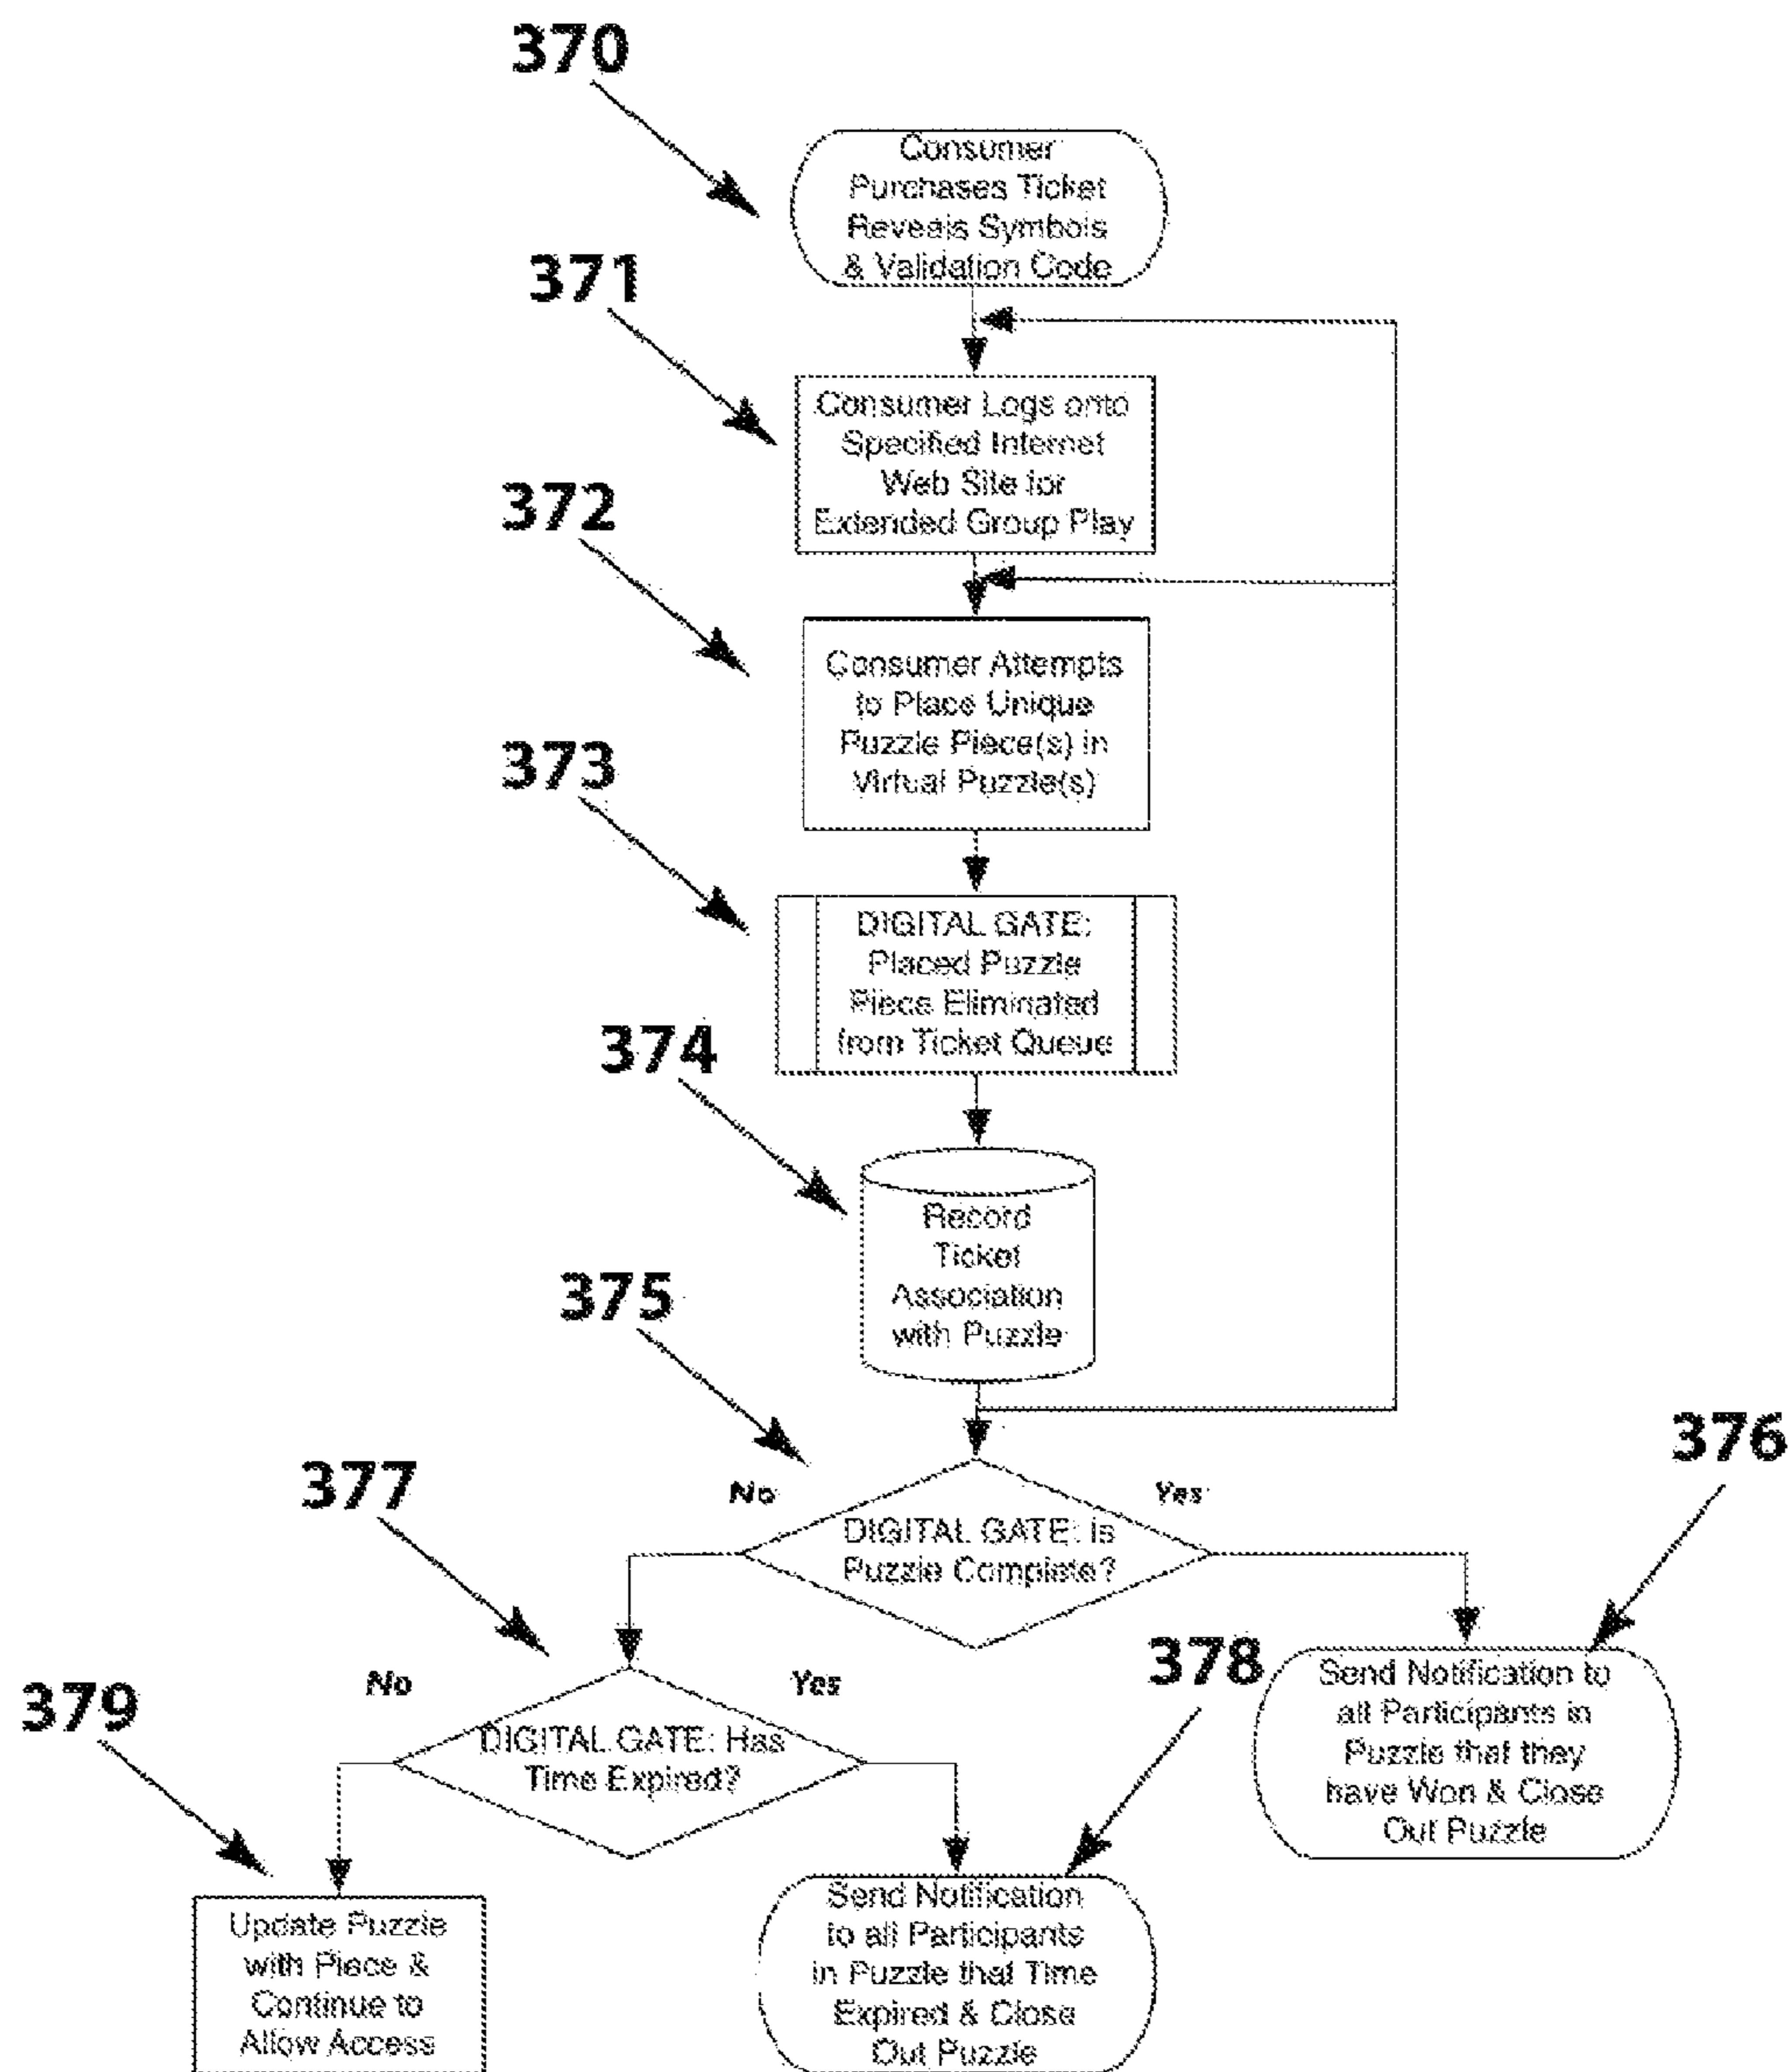 370
Consumer
Purchases Ticket
Reveals Symbols
& Validation Code
371
Consumer Logs onto
Specified Internet
Web Site for
Extended Group Play
372
Consumer Attempts
to Place Unique
Puzzle Piece(s) in
Virtual Puzzle(s)
373
DIGITAL GATE:
Placed Puzzle
Piece Eliminated
from Ticket Queue
374
Record
Ticket
Association
with Puzzle
375
No
Yes
DIGITAL GATE: Is
Puzzle Complete?
376
Send Notification to
all Participants in
Puzzle that they
have Won & Close
Out Puzzle
377
No
Yes
DIGITAL GATE: Has
Time Expired?
378
Send Notification
to all Participants
in Puzzle that Time
Expired & Close
Out Puzzle
379
Update Puzzle
with Piece &
Continue to
Allow Access